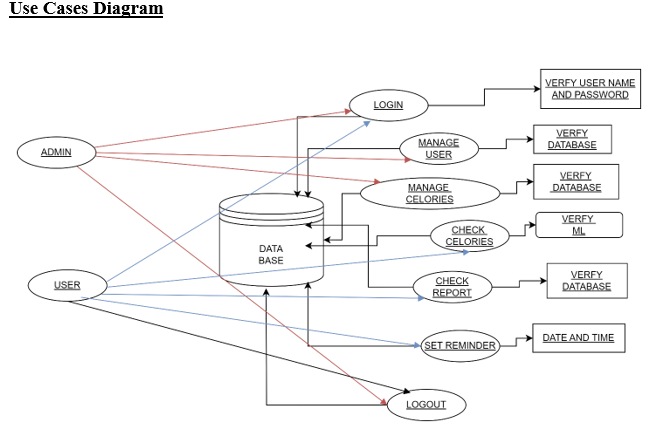 Use Cases Diagram
LOGIN
VERFY USER NAME
AND PASSWORD
ADMIN
MANAGE
USER
VERFY
DATABASE
MANAGE
CELORIES
VERFY
DATABASE
DATA
BASE
CHECK
CELORIES
VERFY
ML
USER
CHECK
REPORT
VERFY
DATABASE
SET REMINDER
DATE AND TIME
LOGOUT